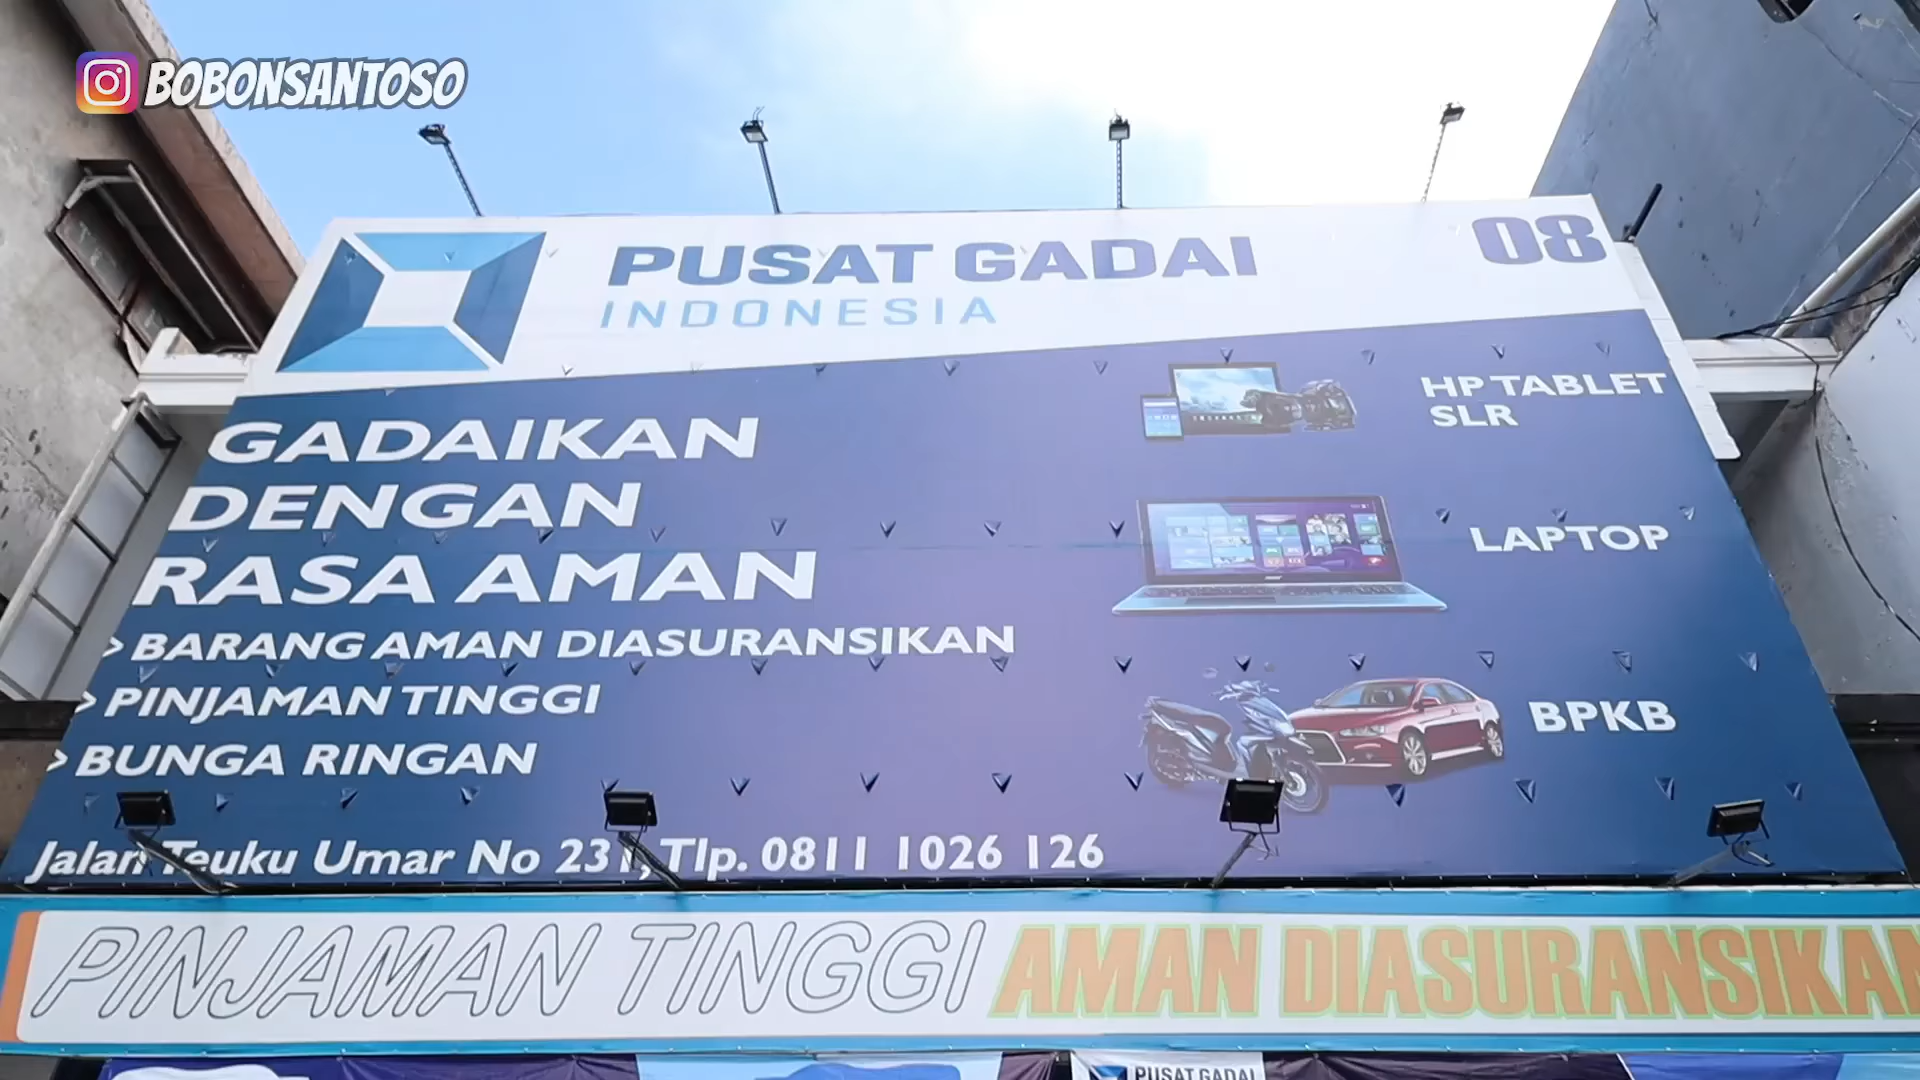 BOBONSANTOSO
PUSAT GADAI
INDONESIA
08
GADAIKAN
DENGAN
RASA AMAN
> BARANG AMAN DIASURANSIKAN
> PINJAMAN TINGGI
> BUNGA RINGAN
HP TABLET
SLR
LAPTOP
BPKB
Jalan Teuku Umar No 231, Tlp. 0811 1026 126
PINJAMAN TINGGI AMAN DIASURANSIKAN
PUSAT GADAI